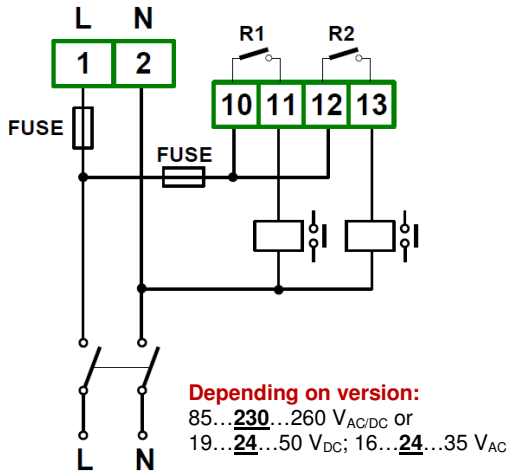 L N
R1 R2
1 2
10 11 12 13
FUSE
FUSE
Depending on version:
85...230...260 VAC/DC or
19...24...50 VDC; 16...24...35 VAC
L N